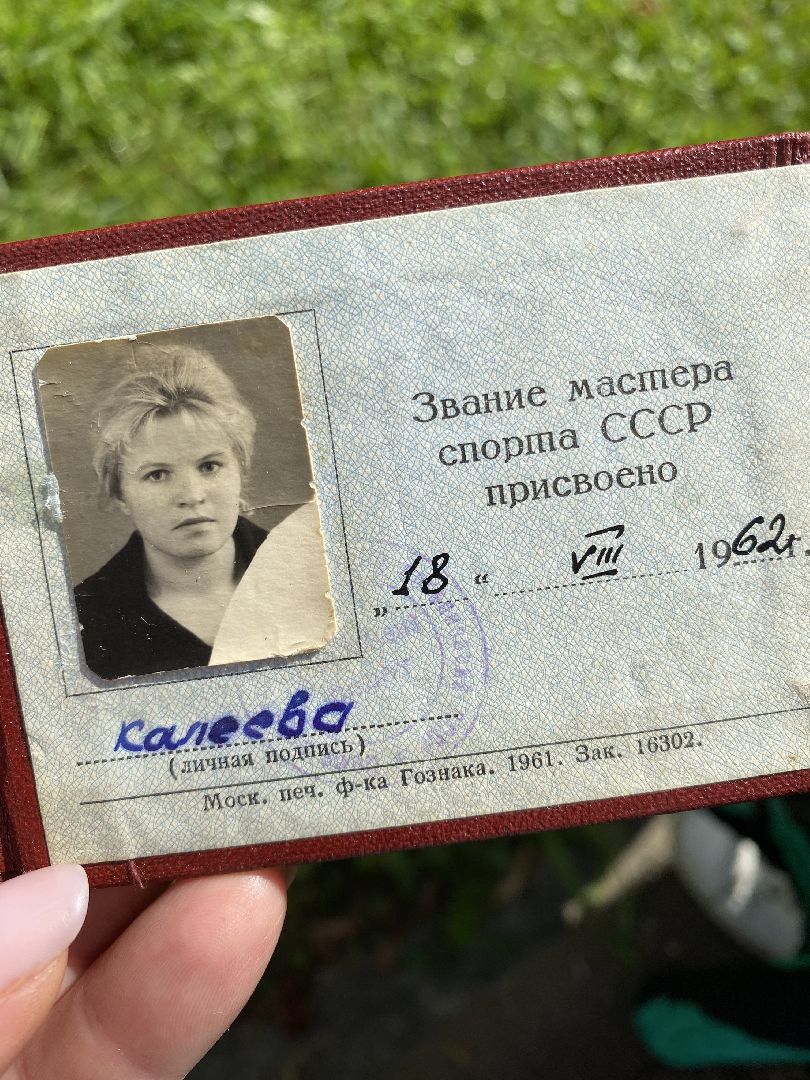 Звание мастера
спорта СССР
присвоено
„18“ VIII 1962г.
Калеева
(личная подпись)
Моск. печ. ф-ка Гознака. 1961. Зак. 16302.